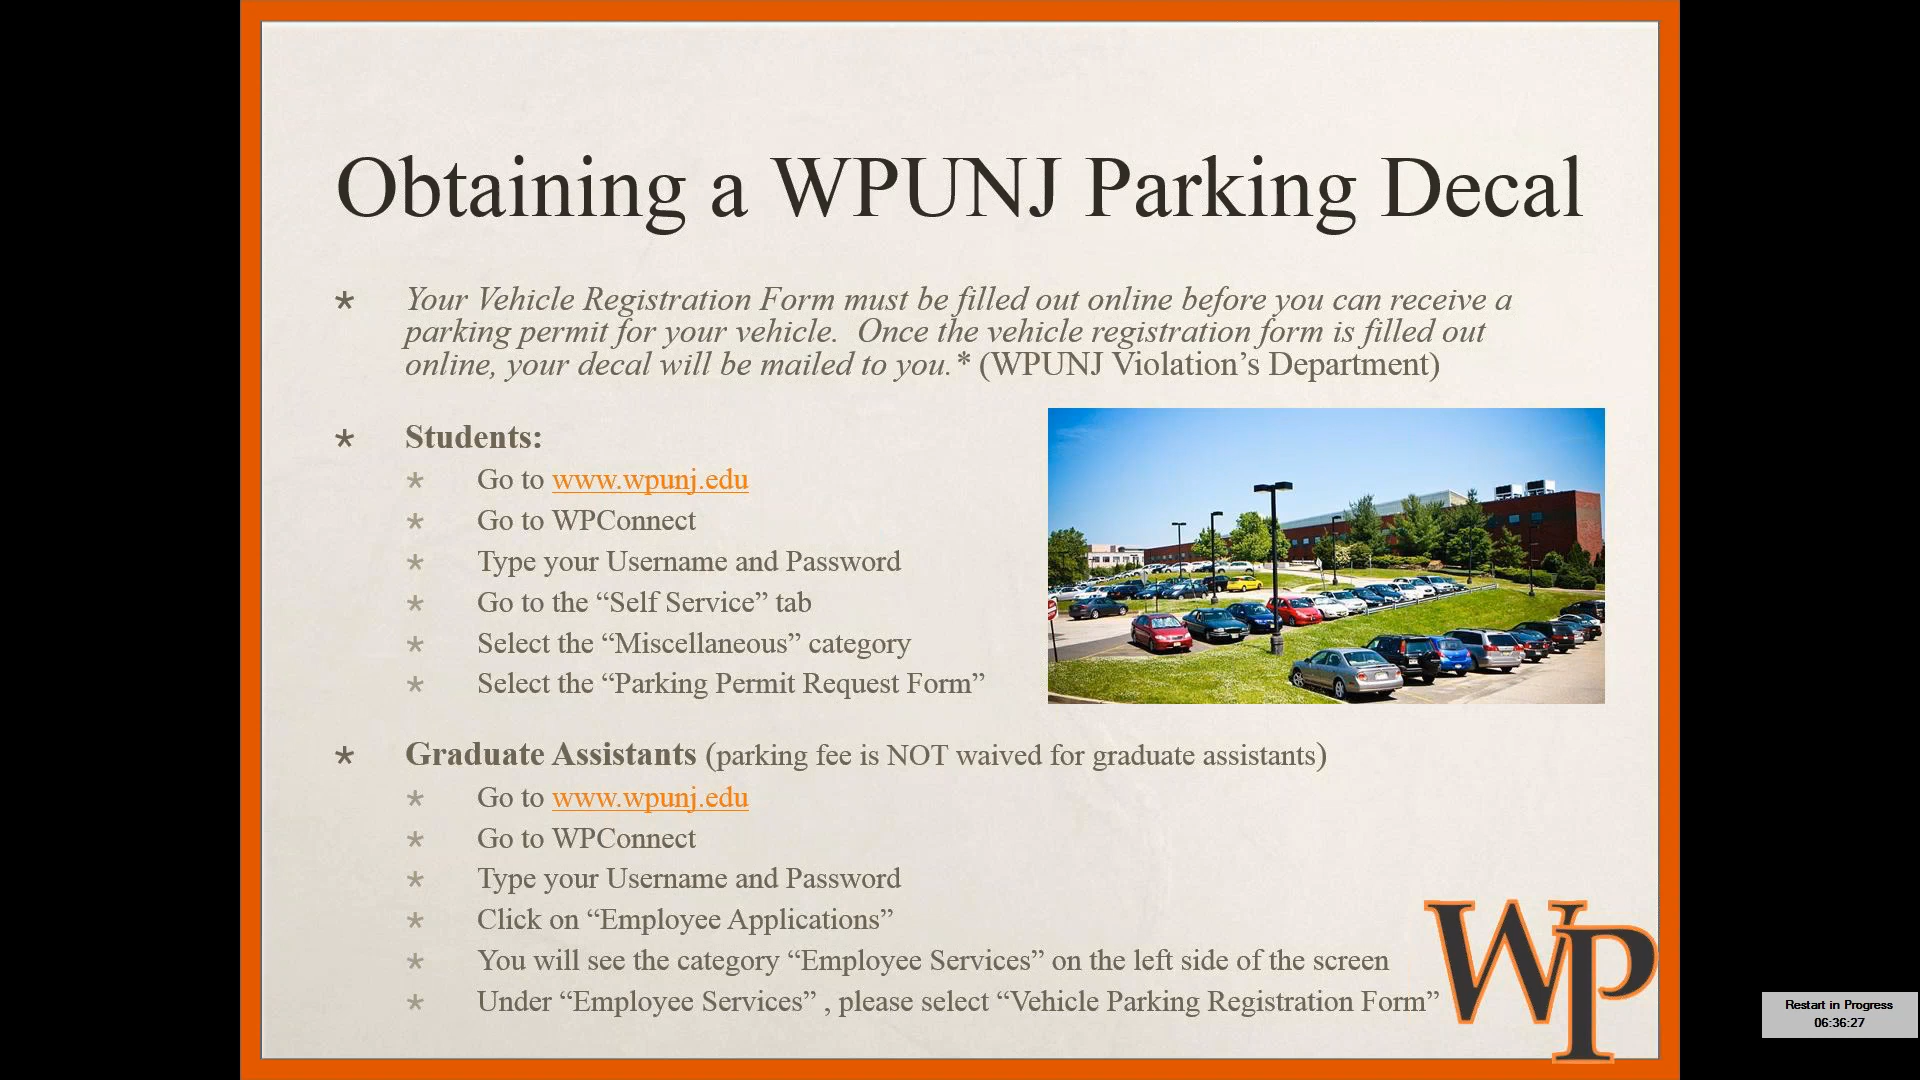 Obtaining a WPUNJ Parking Decal
* Your Vehicle Registration Form must be filled out online before you can receive a
parking permit for your vehicle.  Once the vehicle registration form is filled out
online, your decal will be mailed to you.* (WPUNJ Violation’s Department)
* Students:
* Go to www.wpunj.edu
* Go to WPConnect
* Type your Username and Password
* Go to the “Self Service” tab
* Select the “Miscellaneous” category
* Select the “Parking Permit Request Form”
* Graduate Assistants (parking fee is NOT waived for graduate assistants)
* Go to www.wpunj.edu
* Go to WPConnect
* Type your Username and Password
* Click on “Employee Applications”
* You will see the category “Employee Services” on the left side of the screen
* Under “Employee Services” , please select “Vehicle Parking Registration Form”
WP
Restart in Progress
06:36:27